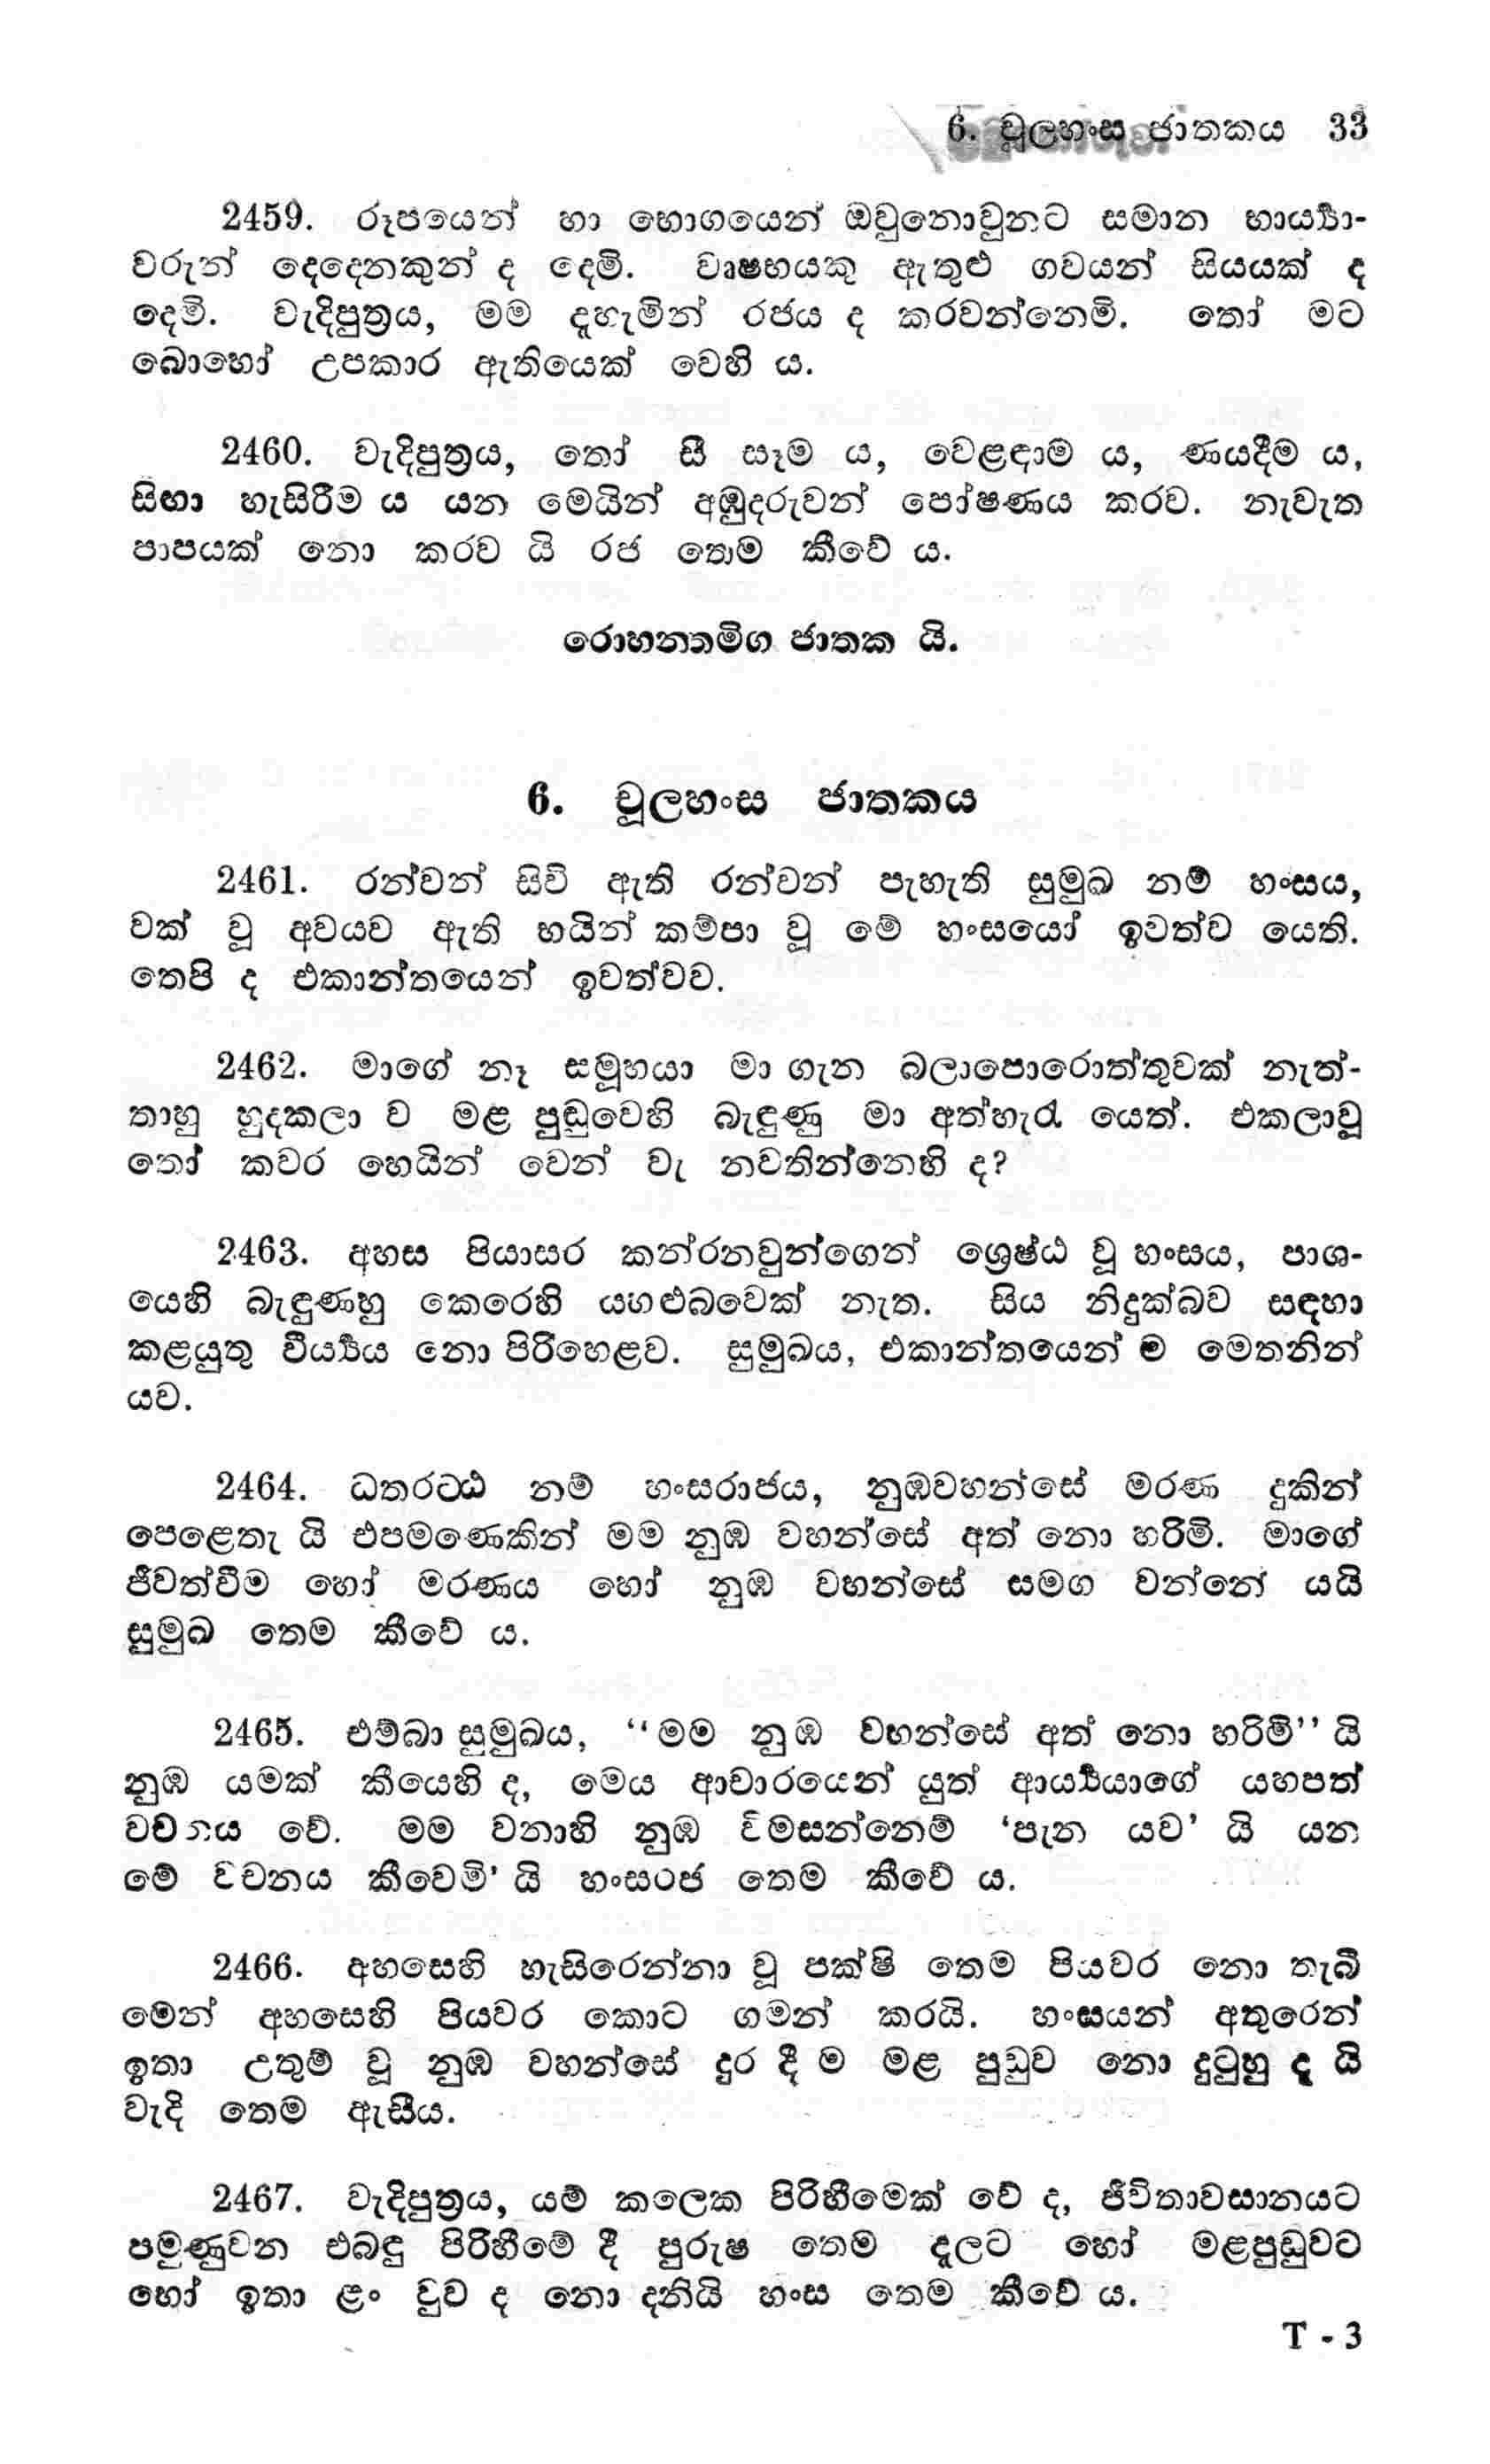 6. චූලහංස ජාතකය 33
2459. රූපයෙන් හා භොගයෙන් ඔවුනොවුනට සමාන භාර්‍ය්‍යා-
වරුන් දෙදෙනකුන් ද දෙමි. වෘෂභයකු ඇතුළු ගවයන් සියයක් ද
දෙමි. වැදිපුත්‍රය, මම දැහැමින් රජය ද කරවන්නෙමි. තෝ මට
බොහෝ උපකාර ඇතියෙක් වෙහි ය.
2460. වැදිපුත්‍රය, තෝ සී සෑම ය, වෙළඳාම ය, ණයදීම ය,
සිඟා හැසිරීම ය යන මෙයින් අඹුදරුවන් පෝෂණය කරව. නැවැත
පාපයක් නො කරව යි රජ තෙම කීවේ ය.
රොහනතමිග ජාතක යි.
6. චූලහංස ජාතකය
2461. රන්වන් සිවි ඇති රන්වන් පැහැති සුමුඛ නම් හංසය,
වක් වූ අවයව ඇති භයින් කම්පා වූ මේ හංසයෝ ඉවත්ව යෙති.
තෙපි ද එකාන්තයෙන් ඉවත්වව.
2462. මාගේ නෑ සමූහයා මා ගැන බලාපොරොත්තුවක් නැත්-
තාහු හුදකලා ව මළ පුඬුවෙහි බැඳුණු මා අත්හැර යෙත්. එකලාවූ
තෝ කවර හෙයින් වෙන් වැ නවතින්නෙහි ද?
2463. අහස පියාසර කන්රනවුන්ගෙන් ශ්‍රෙෂ්ඨ වූ හංසය, පාශ-
යෙහි බැඳුණහු කෙරෙහි යහළුබවෙක් නැත. සිය නිදුක්බව සඳහා
කළයුතු වීර්‍ය්‍යය නො පිරිහෙළව. සුමුඛය, එකාන්තයෙන් ම මෙතනින්
යව.
2464. ධතරට්ඨ නම් හංසරාජය, නුඹවහන්සේ මරණ දුකින්
පෙළෙතැ යි එපමණෙකින් මම නුඹ වහන්සේ අත් නො හරිමි. මාගේ
ජීවත්වීම හෝ මරණය හෝ නුඹ වහන්සේ සමග වන්නේ යයි
සුමුඛ තෙම කීවේ ය.
2465. එම්බා සුමුඛය, “මම නුඹ වහන්සේ අත් නො හරිමි” යි
නුඹ යමක් කීයෙහි ද, මෙය ආචාරයෙන් යුත් ආර්‍ය්‍යයාගේ යහපත්
වචනය වේ. මම වනාහි නුඹ විමසන්නෙම් ‘පැන යව’ යි යන
මේ වචනය කීවෙමි’ යි හංසරජ තෙම කීවේ ය.
2466. අහසෙහි හැසිරෙන්නා වූ පක්ෂි තෙම පියවර නො තැබී
මෙන් අහසෙහි පියවර කොට ගමන් කරයි. හංසයන් අතුරෙන්
ඉතා උතුම් වූ නුඹ වහන්සේ දුර දී ම මළ පුඩුව නො දුටුහු දැ යි
වැදි තෙම ඇසීය.
2467. වැදිපුත්‍රය, යම් කලෙක පිරිහීමෙක් වේ ද, ජීවිතාවසානයට
පමුණුවන එබඳු පිරිහීමේ දී පුරුෂ තෙම දැලට හෝ මළපුඩුවට
හෝ ඉතා ළං වුව ද නො දනියි හංස තෙම කීවේ ය.
T - 3